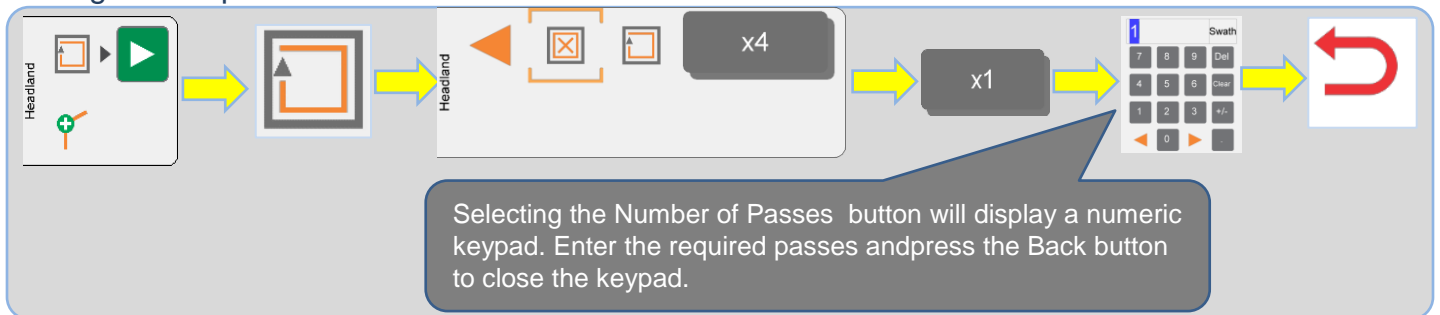 Headland
Headland
x4
x1
1 Swath
7 8 9 Del
4 5 6 Clear
1 2 3 +/-
0 .
Selecting the Number of Passes button will display a numeric
keypad. Enter the required passes andpress the Back button
to close the keypad.